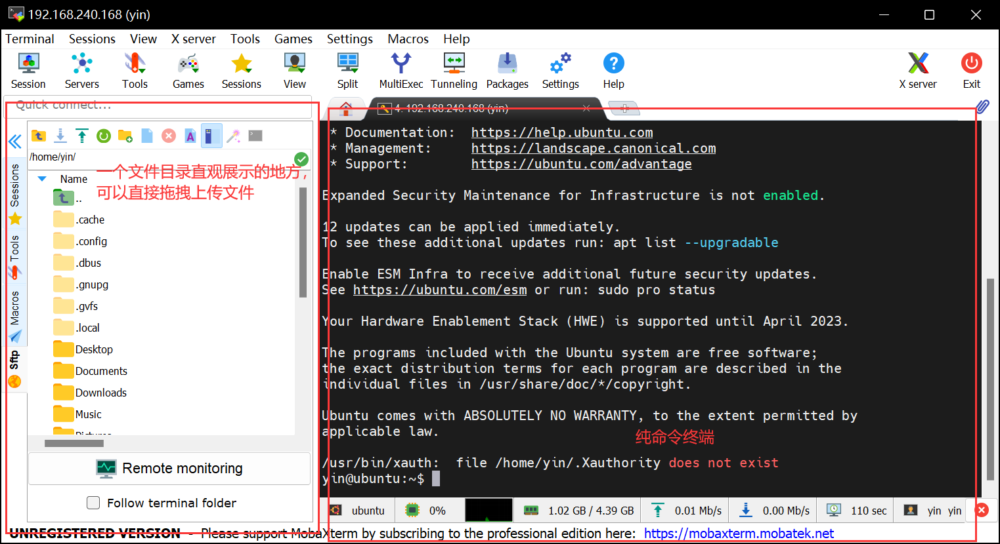 192.168.240.168 (yin)
Terminal Sessions View X server Tools Games Settings Macros Help
Session Servers Tools Games Sessions View Split MultiExec Tunneling Packages Settings Help X server Exit
Quick connect...
4. 192.168.240.168 (yin)
/home/yin/
一个文件目录直观展示的地方，
可以直接拖拽上传文件
Name
..
.cache
.config
.dbus
.gnupg
.gvfs
.local
Desktop
Documents
Downloads
Music
Pictures
Sessions
Tools
Macros
Sftp
Remote monitoring
Follow terminal folder
* Documentation: https://help.ubuntu.com
* Management: https://landscape.canonical.com
* Support: https://ubuntu.com/advantage
Expanded Security Maintenance for Infrastructure is not enabled.
12 updates can be applied immediately.
To see these additional updates run: apt list --upgradable
Enable ESM Infra to receive additional future security updates.
See https://ubuntu.com/esm or run: sudo pro status
Your Hardware Enablement Stack (HWE) is supported until April 2023.
The programs included with the Ubuntu system are free software;
the exact distribution terms for each program are described in the
individual files in /usr/share/doc/*/copyright.
Ubuntu comes with ABSOLUTELY NO WARRANTY, to the extent permitted by
applicable law.
纯命令终端
/usr/bin/xauth: file /home/yin/.Xauthority does not exist
yin@ubuntu:~$
ubuntu 0% 1.02 GB / 4.39 GB 0.01 Mb/s 0.00 Mb/s 110 sec yin yin
UNREGISTERED VERSION - Please support MobaXterm by subscribing to the professional edition here: https://mobaxterm.mobatek.net